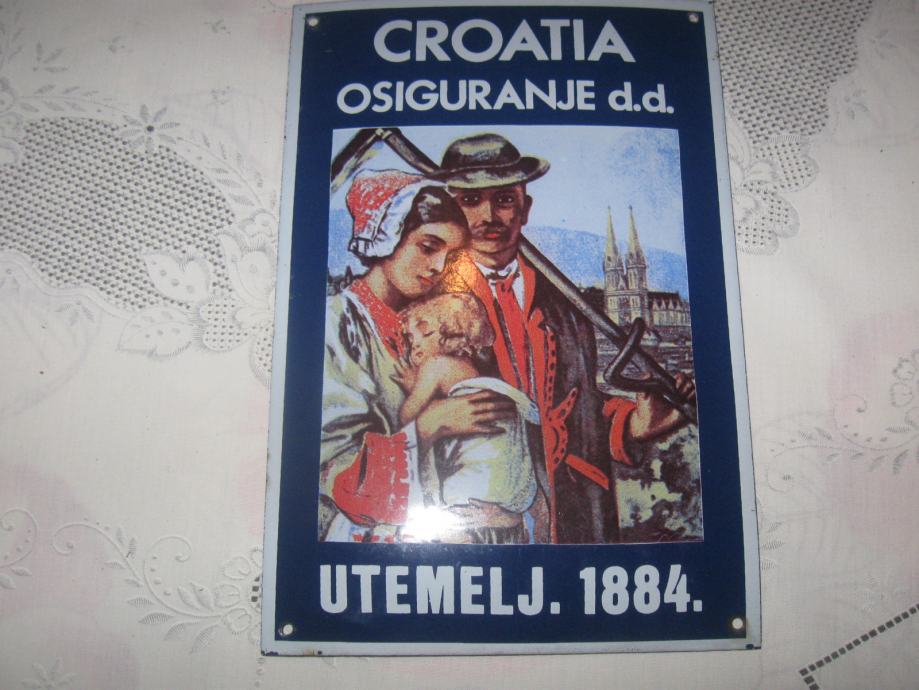 CROATIA
OSIGURANJE d.d.
UTEMELJ. 1884.